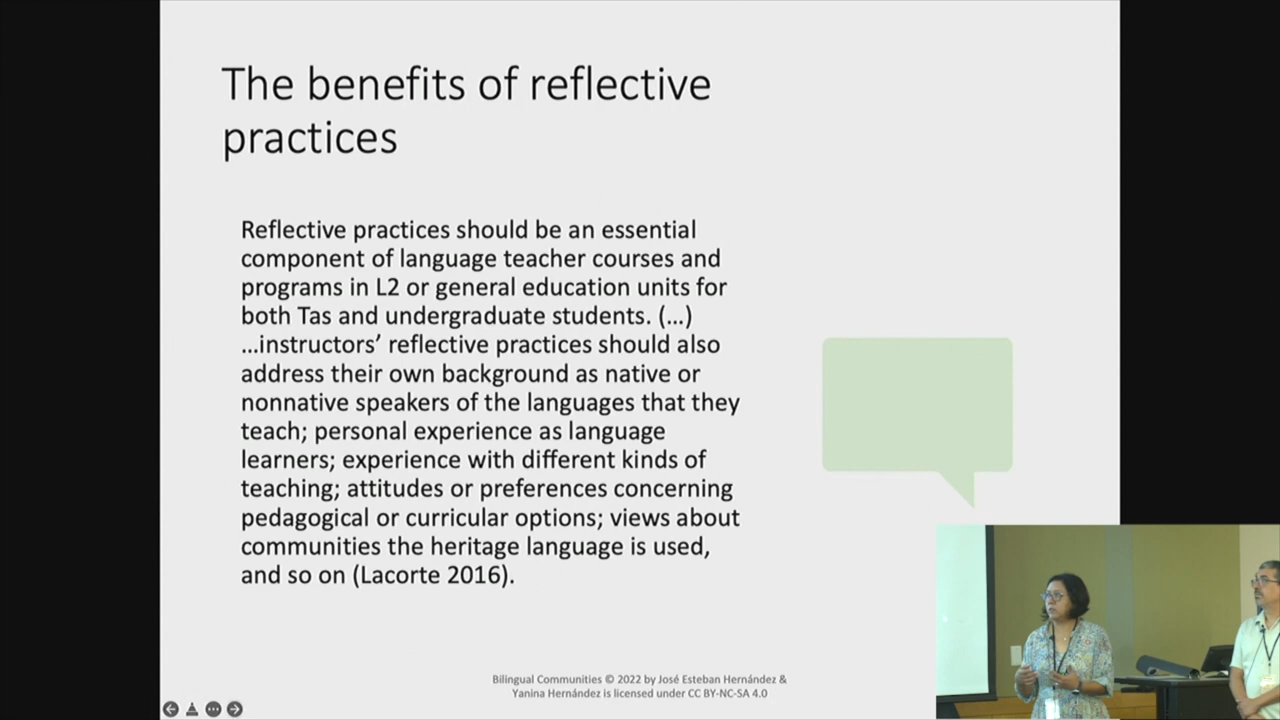 The benefits of reflective
practices
Reflective practices should be an essential
component of language teacher courses and
programs in L2 or general education units for
both Tas and undergraduate students. (…)
…instructors’ reflective practices should also
address their own background as native or
nonnative speakers of the languages that they
teach; personal experience as language
learners; experience with different kinds of
teaching; attitudes or preferences concerning
pedagogical or curricular options; views about
communities the heritage language is used,
and so on (Lacorte 2016).
Bilingual Communities © 2022 by José Esteban Hernández &
Yanina Hernández is licensed under CC BY-NC-SA 4.0